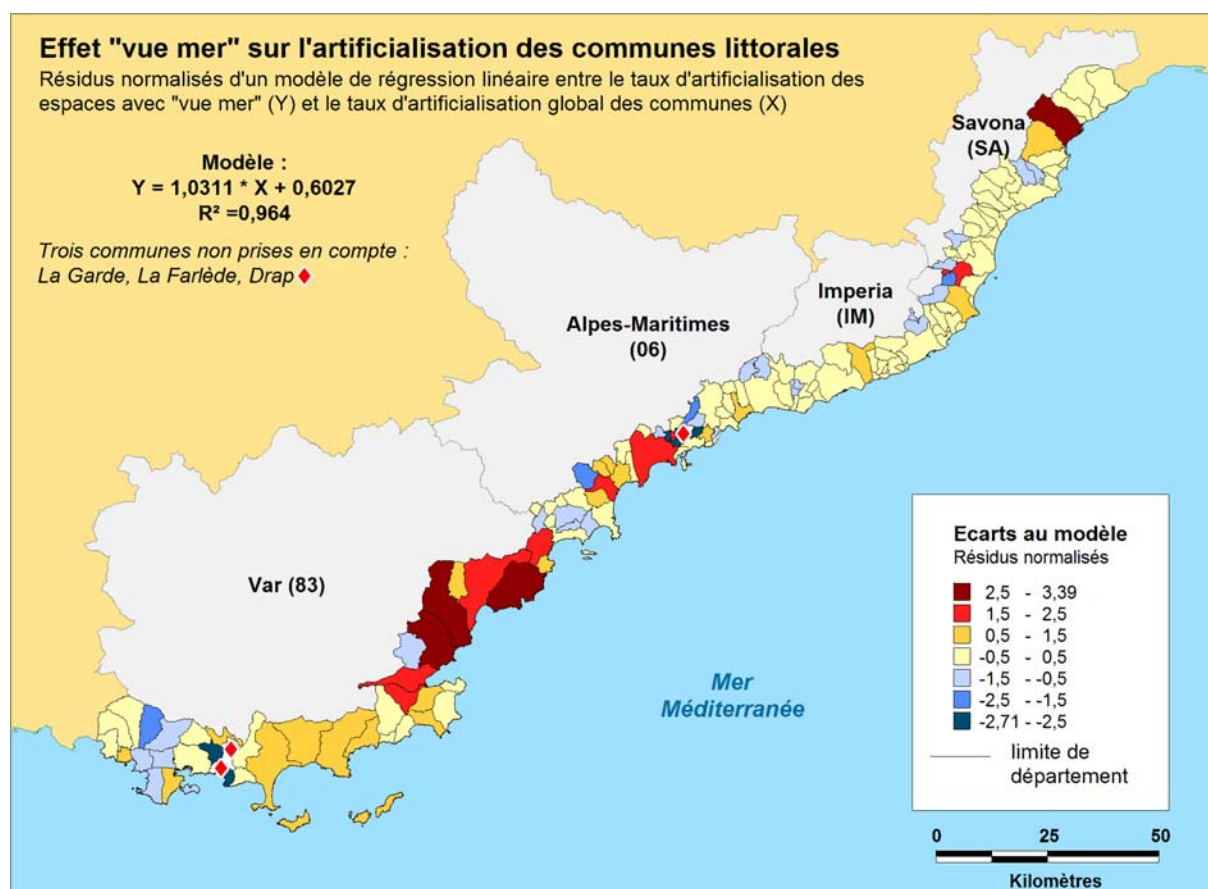 Effet "vue mer" sur l'artificialisation des communes littorales
Résidus normalisés d'un modèle de régression linéaire entre le taux d'artificialisation des
espaces avec "vue mer" (Y) et le taux d'artificialisation global des communes (X)
Modèle :
Y = 1,0311 * X + 0,6027
R² =0,964
Trois communes non prises en compte :
La Garde, La Farlède, Drap
Savona
(SA)
Imperia
(IM)
Alpes-Maritimes
(06)
Var (83)
Mer
Méditerranée
Ecarts au modèle
Résidus normalisés
2,5 - 3,39
1,5 - 2,5
0,5 - 1,5
-0,5 - 0,5
-1,5 - -0,5
-2,5 - -1,5
-2,71 - -2,5
limite de
département
0 25 50
Kilomètres